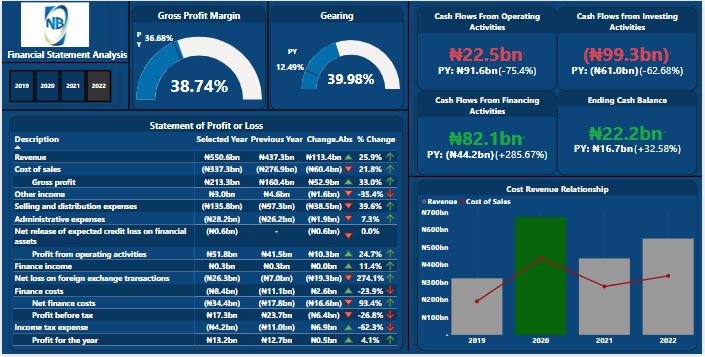 NB
Financial Statement Analysis
2019 2020 2021 2022
Gross Profit Margin
PY
36.68%
38.74%
Gearing
PY
12.49%
39.98%
Cash Flows From Operating Activities
₦22.5bn
PY: ₦91.6bn(-75.4%)
Cash Flows From Investing Activities
(₦99.3bn)
PY: (₦61.0bn)(-62.68%)
Cash Flows From Financing Activities
₦82.1bn
PY: (₦44.2bn)(+285.67%)
Ending Cash Balance
₦22.2bn
PY: ₦16.7bn(+32.58%)
Statement of Profit or Loss
Description Selected Year Previous Year Change.Abs % Change
Revenue ₦550.6bn ₦437.3bn ₦113.4bn 25.9%
Cost of sales (₦337.3bn) (₦276.9bn) (₦60.4bn) 21.8%
Gross profit ₦213.3bn ₦160.4bn ₦52.9bn 33.0%
Other income ₦3.0bn ₦4.6bn (₦1.6bn) -35.4%
Selling and distribution expenses (₦135.8bn) (₦97.3bn) (₦38.5bn) 39.6%
Administrative expenses (₦28.2bn) (₦26.2bn) (₦1.9bn) 7.3%
Net release of expected credit loss on financial assets (₦0.6bn) - (₦0.6bn) 0.0%
Profit from operating activities ₦51.8bn ₦41.5bn ₦10.3bn 24.7%
Finance income ₦0.3bn ₦0.3bn ₦0.0bn 11.4%
Net loss on foreign exchange transactions (₦26.3bn) (₦7.0bn) (₦19.3bn) 274.1%
Finance costs (₦8.4bn) (₦11.1bn) ₦2.6bn -23.9%
Net finance costs (₦34.4bn) (₦17.8bn) (₦16.6bn) 93.4%
Profit before tax ₦17.3bn ₦23.7bn (₦6.4bn) -26.8%
Income tax expense (₦4.2bn) (₦11.0bn) ₦6.9bn -62.3%
Profit for the year ₦13.2bn ₦12.7bn ₦0.5bn 4.1%
Cost Revenue Relationship
Revenue Cost of Sales
₦700bn
₦600bn
₦500bn
₦400bn
₦300bn
₦200bn
₦100bn
₦0bn
2019 2020 2021 2022